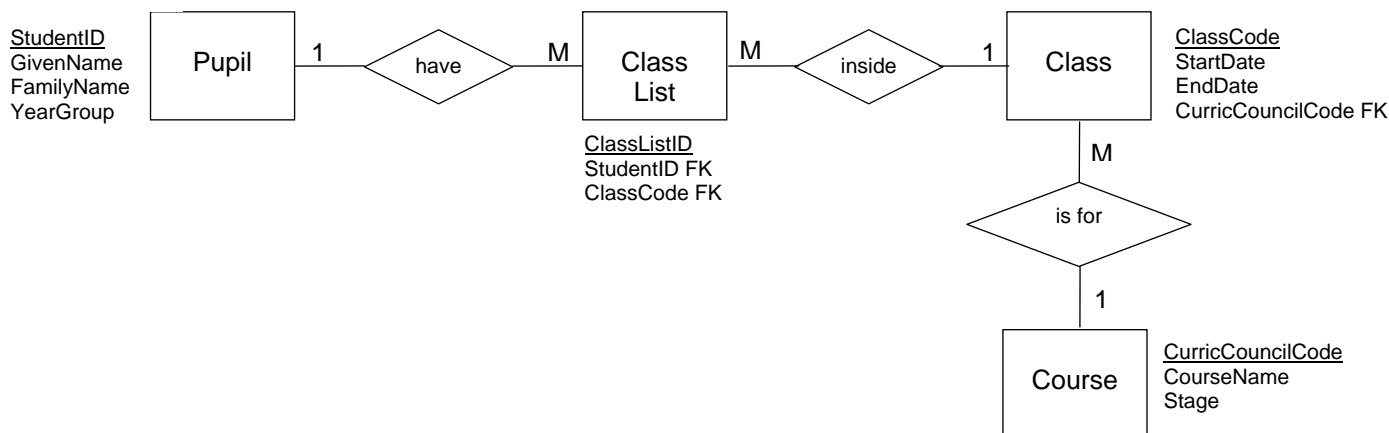 StudentID
GivenName
FamilyName
YearGroup
Pupil
1
have
M
Class
List
ClassListID
StudentID FK
ClassCode FK
M
inside
1
Class
ClassCode
StartDate
EndDate
CurricCouncilCode FK
M
is for
1
Course
CurricCouncilCode
CourseName
Stage